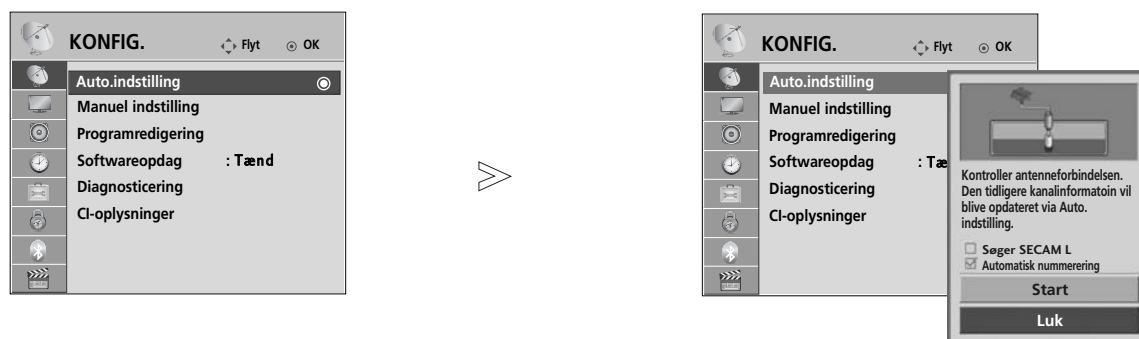 KONFIG. Flyt OK
Auto.indstilling
Manuel indstilling
Programredigering
Softwareopdag : Tænd
Diagnosticering
CI-oplysninger
KONFIG. Flyt OK
Auto.indstilling
Manuel indstilling
Programredigering
Softwareopdag : Tæ
Diagnosticering
CI-oplysninger
Kontroller antenneforbindelsen.
Den tidligere kanalinformatoin vil
blive opdateret via Auto.
indstilling.
Søger SECAM L
Automatisk nummerering
Start
Luk